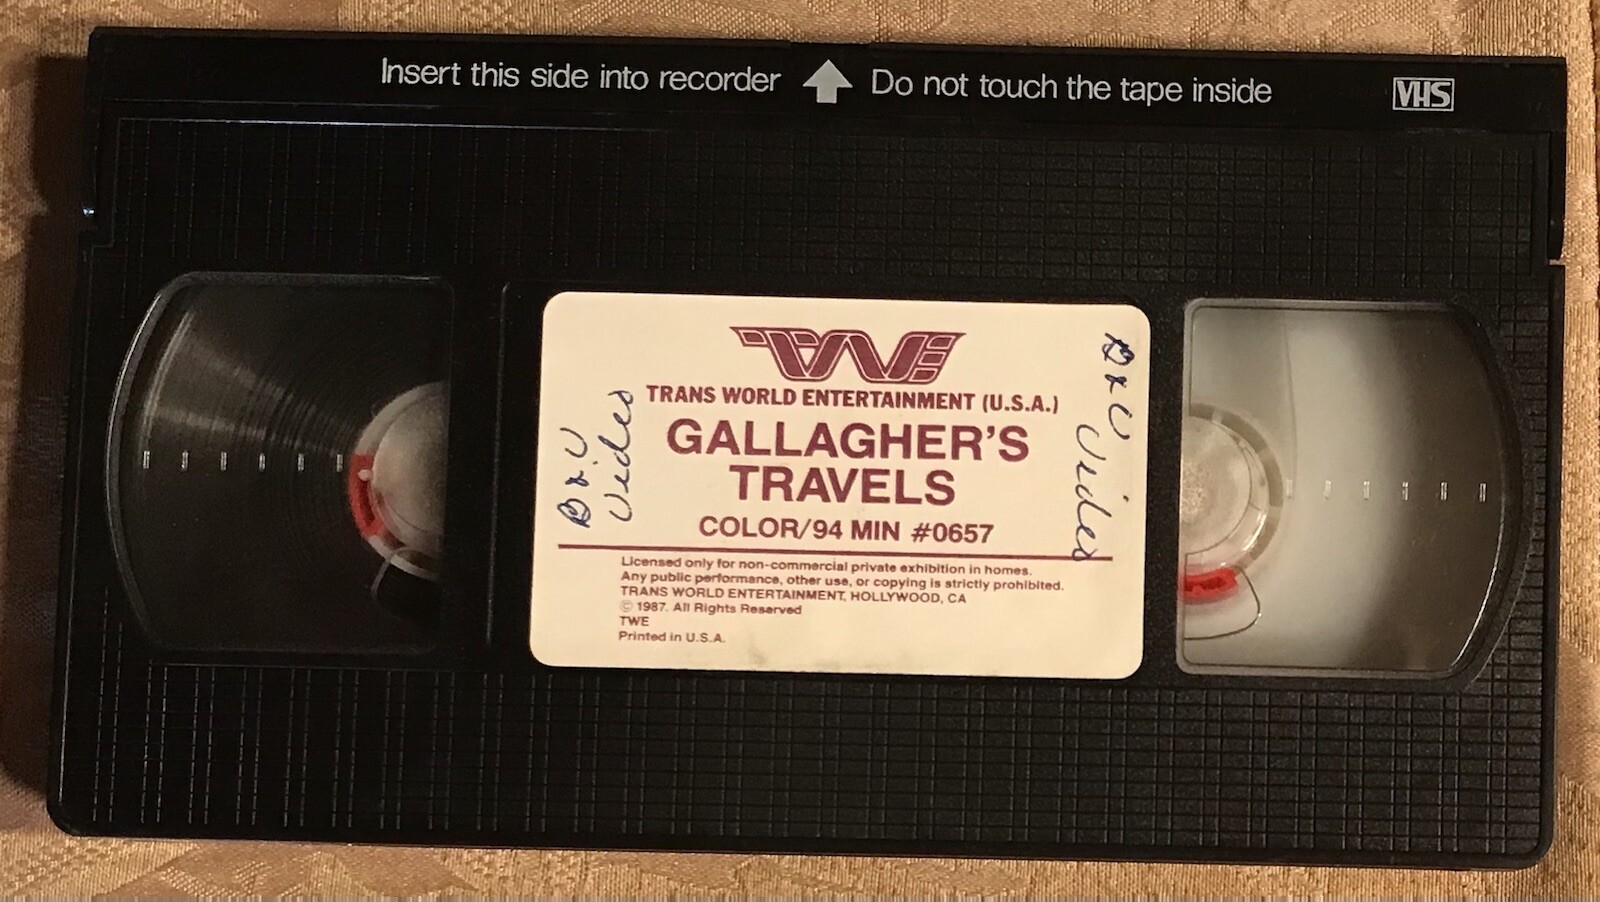 Insert this side into recorder Do not touch the tape inside
VHS
TWE
TRANS WORLD ENTERTAINMENT (U.S.A.)
GALLAGHER'S
TRAVELS
COLOR/94 MIN #0657
Licensed only for non-commercial private exhibition in homes.
Any public performance, other use, or copying is strictly prohibited.
TRANS WORLD ENTERTAINMENT, HOLLYWOOD, CA
© 1987. All Rights Reserved
TWE
Printed in U.S.A.
Video
Video